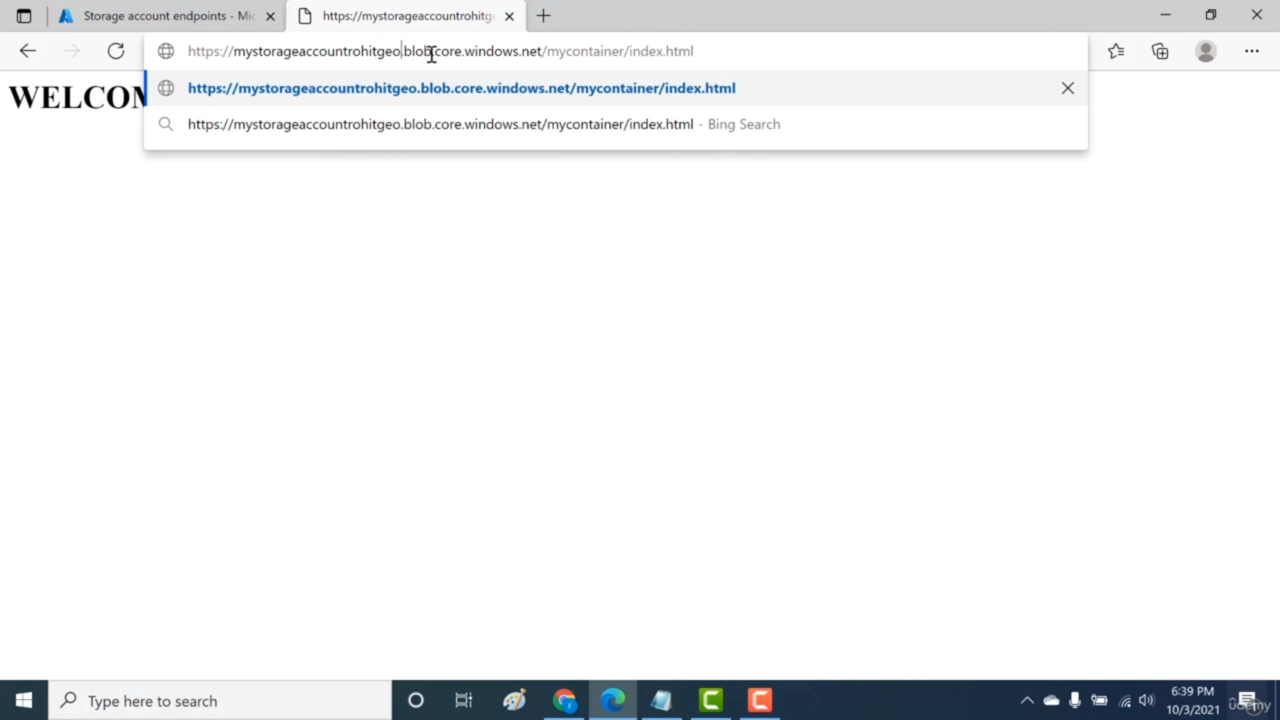 Storage account endpoints - Mic
https://mystorageaccountrohitge
https://mystorageaccountrohitgeo.blob.core.windows.net/mycontainer/index.html
WELCOM
https://mystorageaccountrohitgeo.blob.core.windows.net/mycontainer/index.html
https://mystorageaccountrohitgeo.blob.core.windows.net/mycontainer/index.html - Bing Search
Type here to search
6:39 PM
10/3/2021
udemy